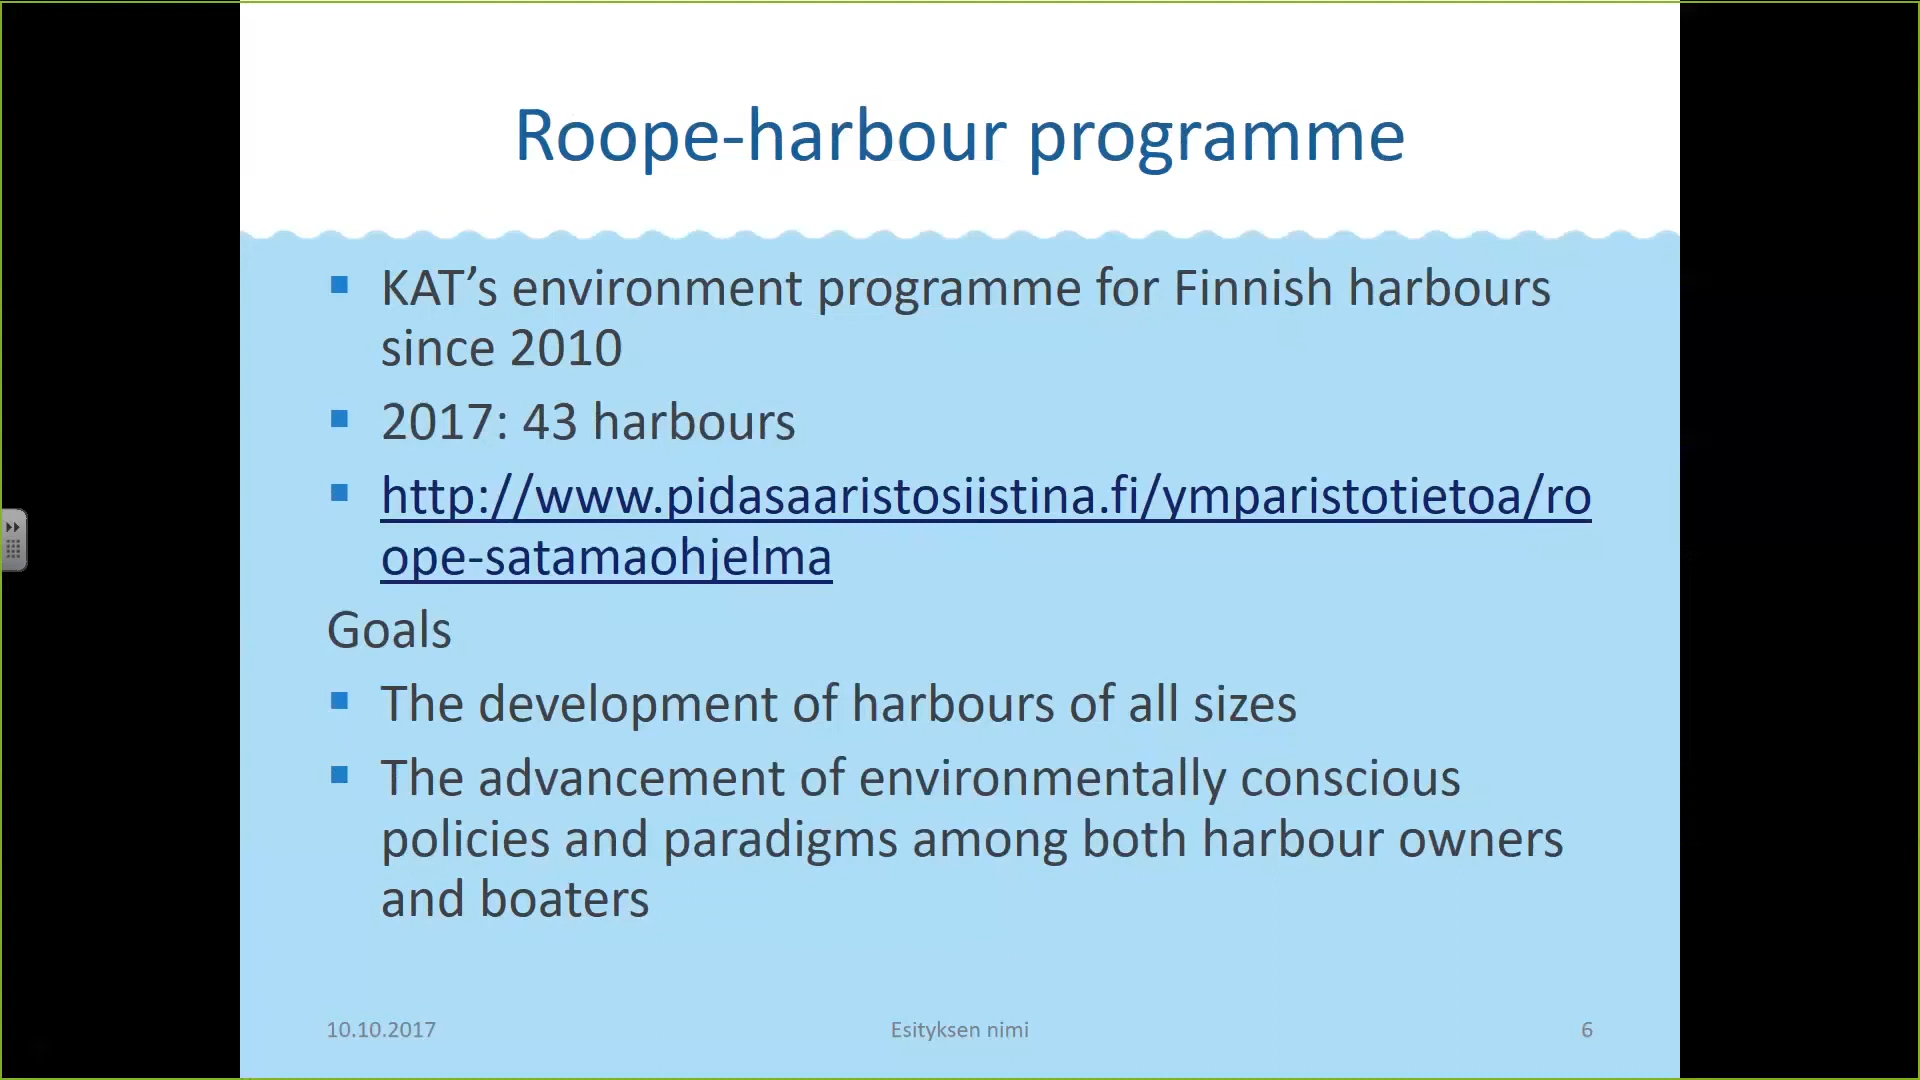 Roope-harbour programme
KAT’s environment programme for Finnish harbours
since 2010
2017: 43 harbours
http://www.pidasaaristosiistina.fi/ymparistotietoa/ro
ope-satamaohjelma
Goals
The development of harbours of all sizes
The advancement of environmentally conscious
policies and paradigms among both harbour owners
and boaters
10.10.2017
Esityksen nimi
6